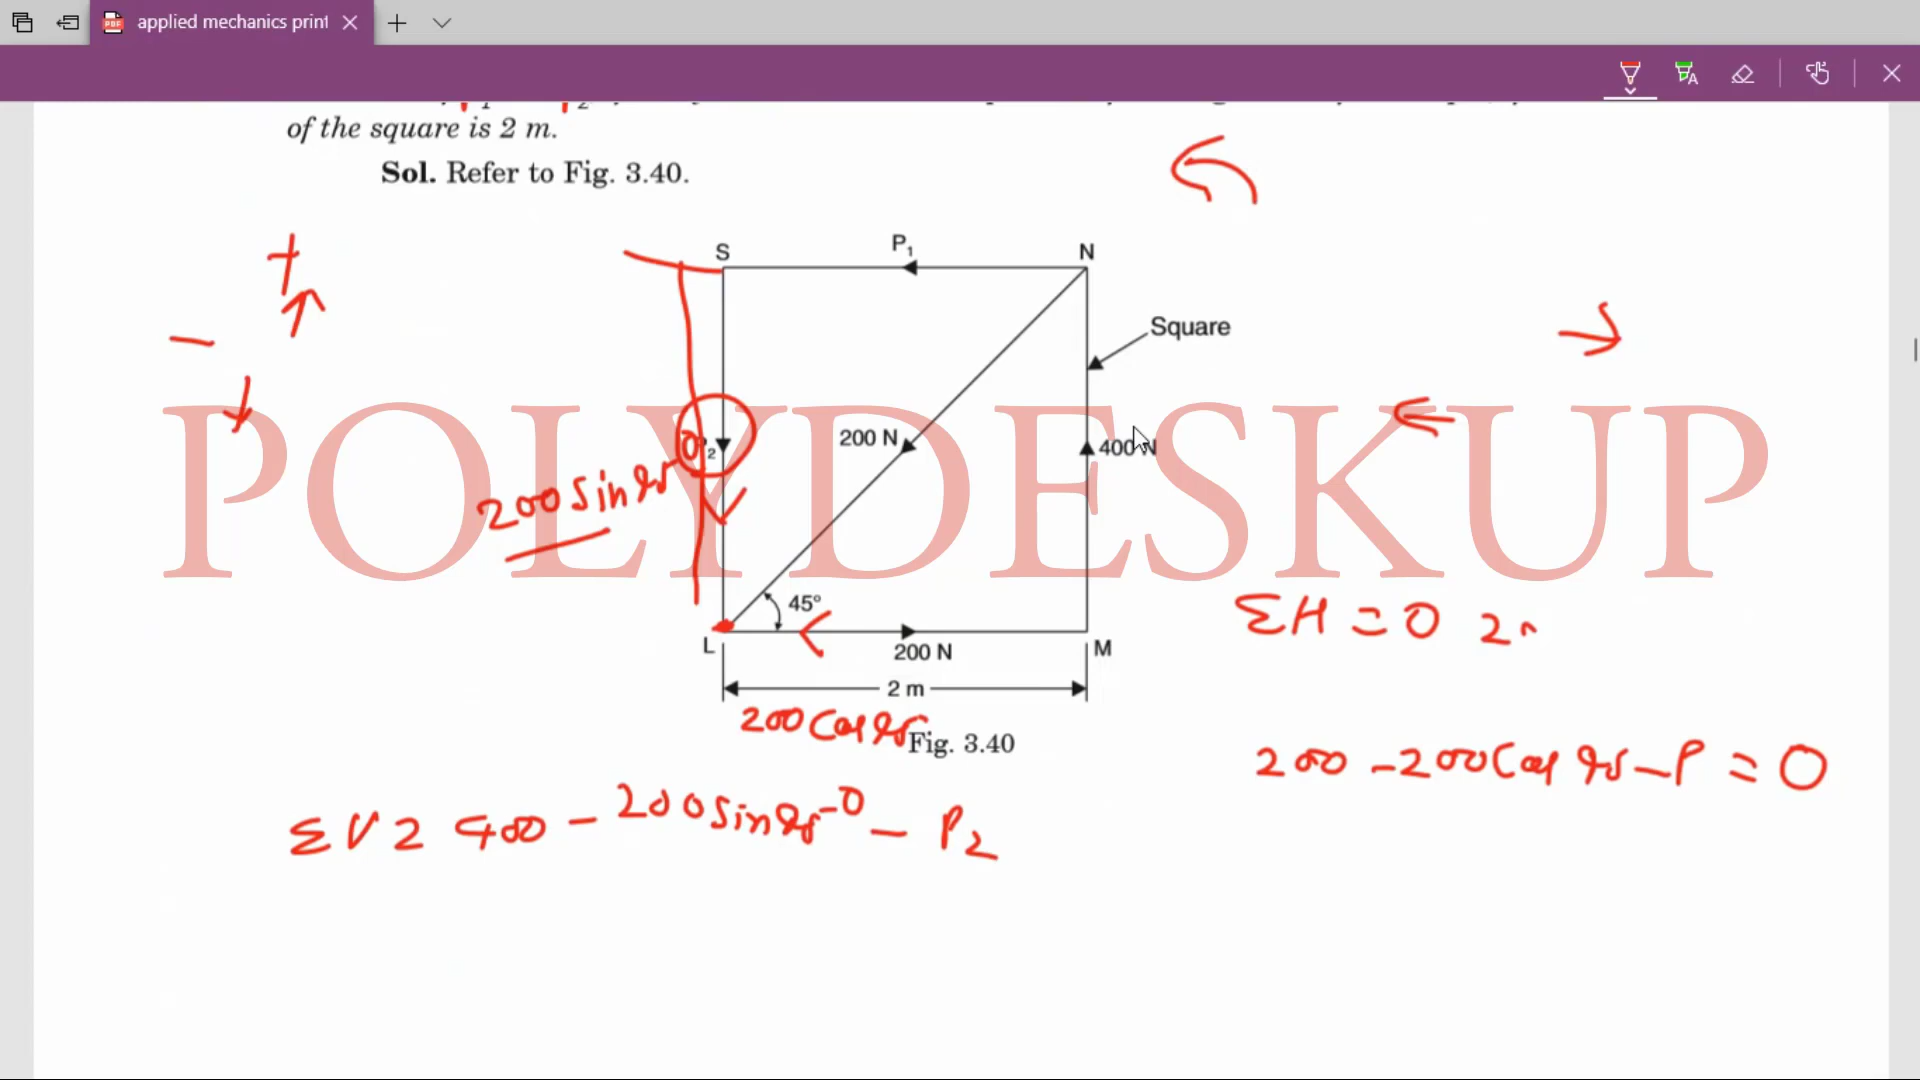 applied mechanics print
of the square is 2 m.
Sol. Refer to Fig. 3.40.
S
P1
N
Square
200 N
400 N
2
200 Sin 45
45°
L
200 N
M
2 m
200 Cos 45
Fig. 3.40
ΣH = 0
200 - 200 Cos 45 - P = 0
ΣV = 400 - 200 Sin 45 - P2
POLYDESKUP